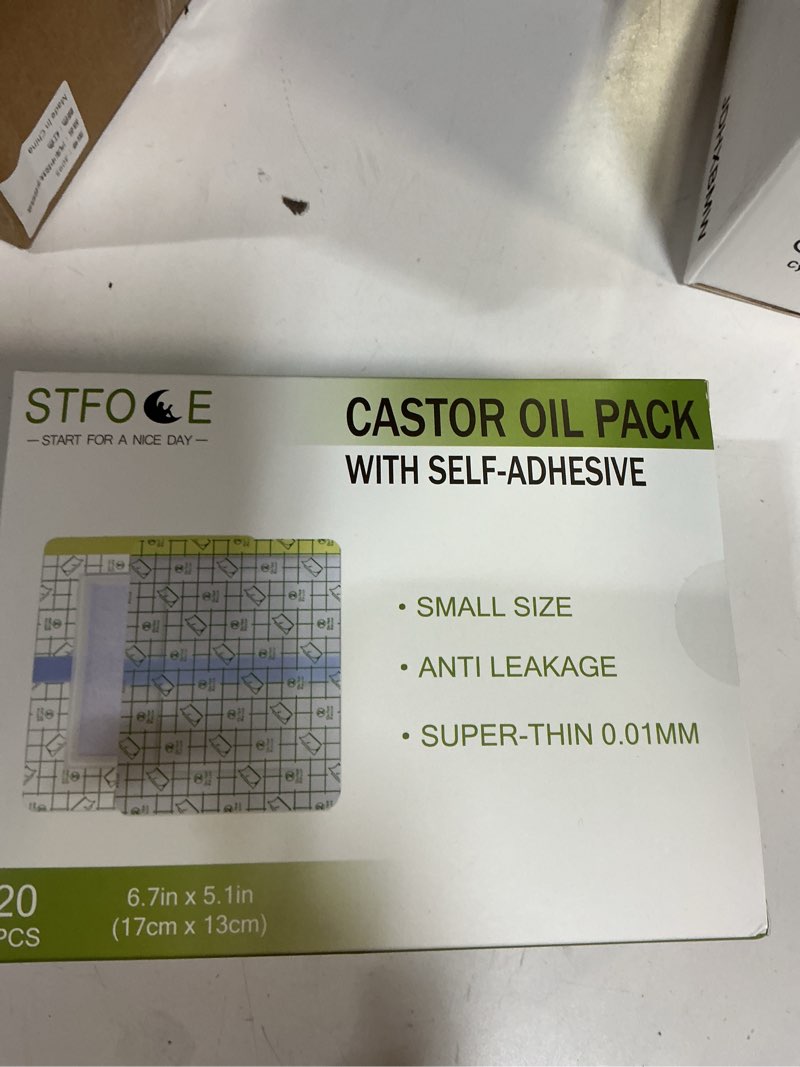 Made In China
STFO E
— START FOR A NICE DAY —
CASTOR OIL PACK
WITH SELF-ADHESIVE
• SMALL SIZE
• ANTI LEAKAGE
• SUPER-THIN 0.01MM
20
PCS
6.7in x 5.1in
(17cm x 13cm)